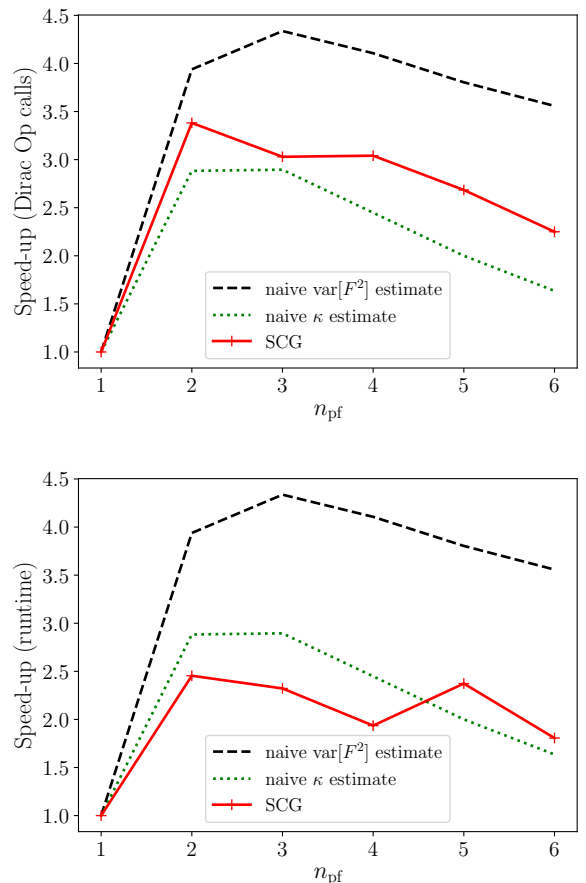 4.5
4.0
3.5
3.0
2.5
2.0
1.5
1.0
Speed-up (Dirac Op calls)
naive var[F²] estimate
naive κ estimate
SCG
1 2 3 4 5 6
n_pf
4.5
4.0
3.5
3.0
2.5
2.0
1.5
1.0
Speed-up (runtime)
naive var[F²] estimate
naive κ estimate
SCG
1 2 3 4 5 6
n_pf